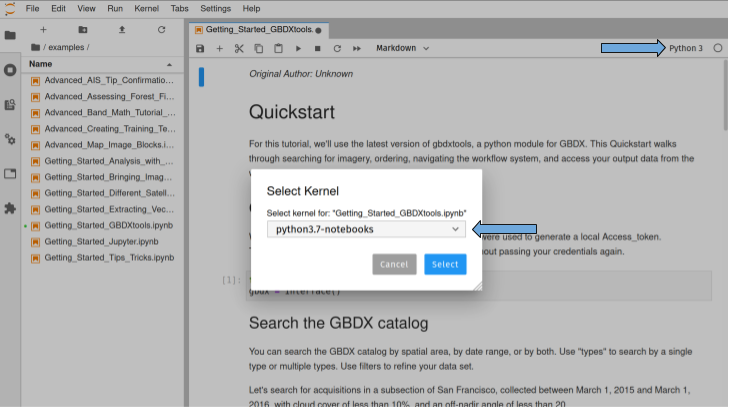 File Edit View Run Kernel Tabs Settings Help
Getting_Started_GBDXtools.
/ examples /
Markdown
Python 3
Name
Advanced_AIS_Tip_Confirmatio...
Advanced_Assessing_Forest_Fi...
Advanced_Band_Math_Tutorial_...
Advanced_Creating_Training_Te...
Advanced_Map_Image_Blocks.i...
Getting_Started_Analysis_with_...
Getting_Started_Bringing_Imag...
Getting_Started_Different_Satell...
Getting_Started_Extracting_Vec...
Getting_Started_GBDXtools.ipynb
Getting_Started_Jupyter.ipynb
Getting_Started_Tips_Tricks.ipynb
Original Author: Unknown
Quickstart
For this tutorial, we'll use the latest version of gbdxtools, a python module for GBDX. This Quickstart walks
through searching for imagery, ordering, navigating the workflow system, and access your output data from the
Select Kernel
Select kernel for: "Getting_Started_GBDXtools.ipynb"
python3.7-notebooks
Cancel Select
were used to generate a local Access_token.
out passing your credentials again.
[1]:
gbdx = Interface()
Search the GBDX catalog
You can search the GBDX catalog by spatial area, by date range, or by both. Use "types" to search by a single
type or multiple types. Use filters to refine your data set.
Let's search for acquisitions in a subsection of San Francisco, collected between March 1, 2015 and March 1,
2016, with cloud cover of less than 10%, and an off-nadir angle of less than 20.